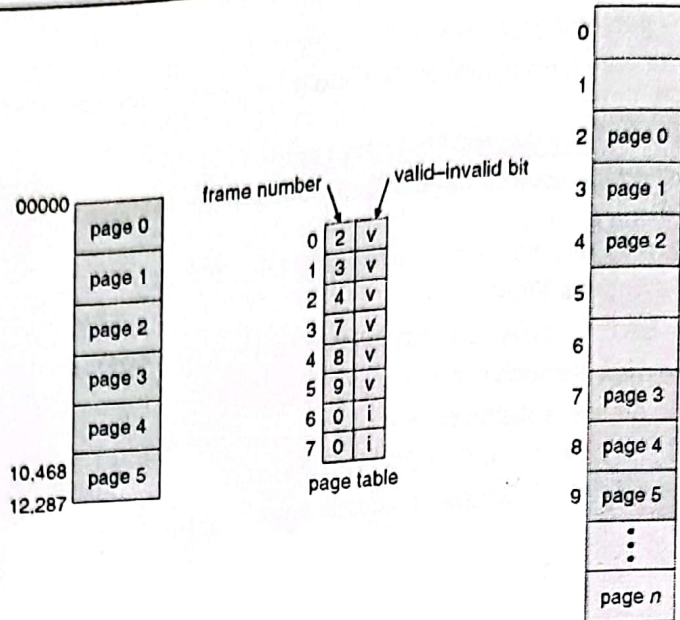 00000
page 0
page 1
page 2
page 3
page 4
10,468
page 5
12,287
frame number
valid–invalid bit
0 2 v
1 3 v
2 4 v
3 7 v
4 8 v
5 9 v
6 0 i
7 0 i
page table
0
1
2 page 0
3 page 1
4 page 2
5
6
7 page 3
8 page 4
9 page 5
page n